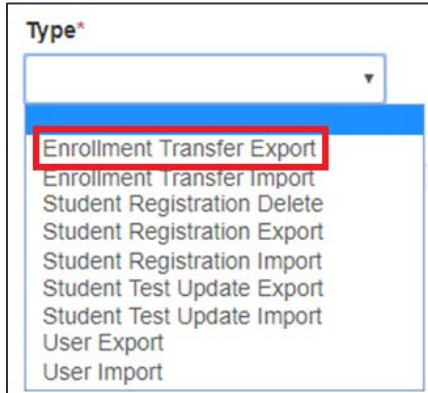 Type*
Enrollment Transfer Export
Enrollment Transfer Import
Student Registration Delete
Student Registration Export
Student Registration Import
Student Test Update Export
Student Test Update Import
User Export
User Import